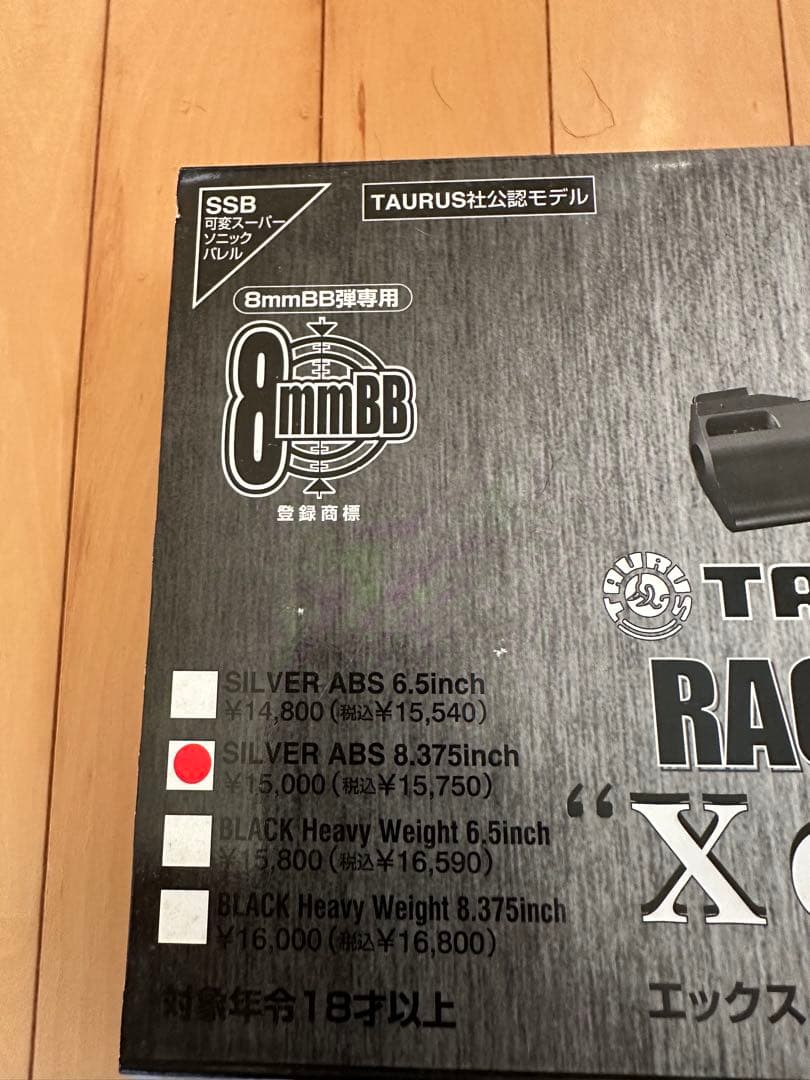 SSB
可変スーパー
ソニック
バレル
TAURUS社公認モデル
8mmBB弾専用
8mmBB
登録商標
TAURUS
TA
RAG
"X
SILVER ABS 6.5inch
¥14,800(税込¥15,540)
SILVER ABS 8.375inch
¥15,000(税込¥15,750)
BLACK Heavy Weight 6.5inch
¥15,800(税込¥16,590)
BLACK Heavy Weight 8.375inch
¥16,000(税込¥16,800)
対象年令18才以上
エックス